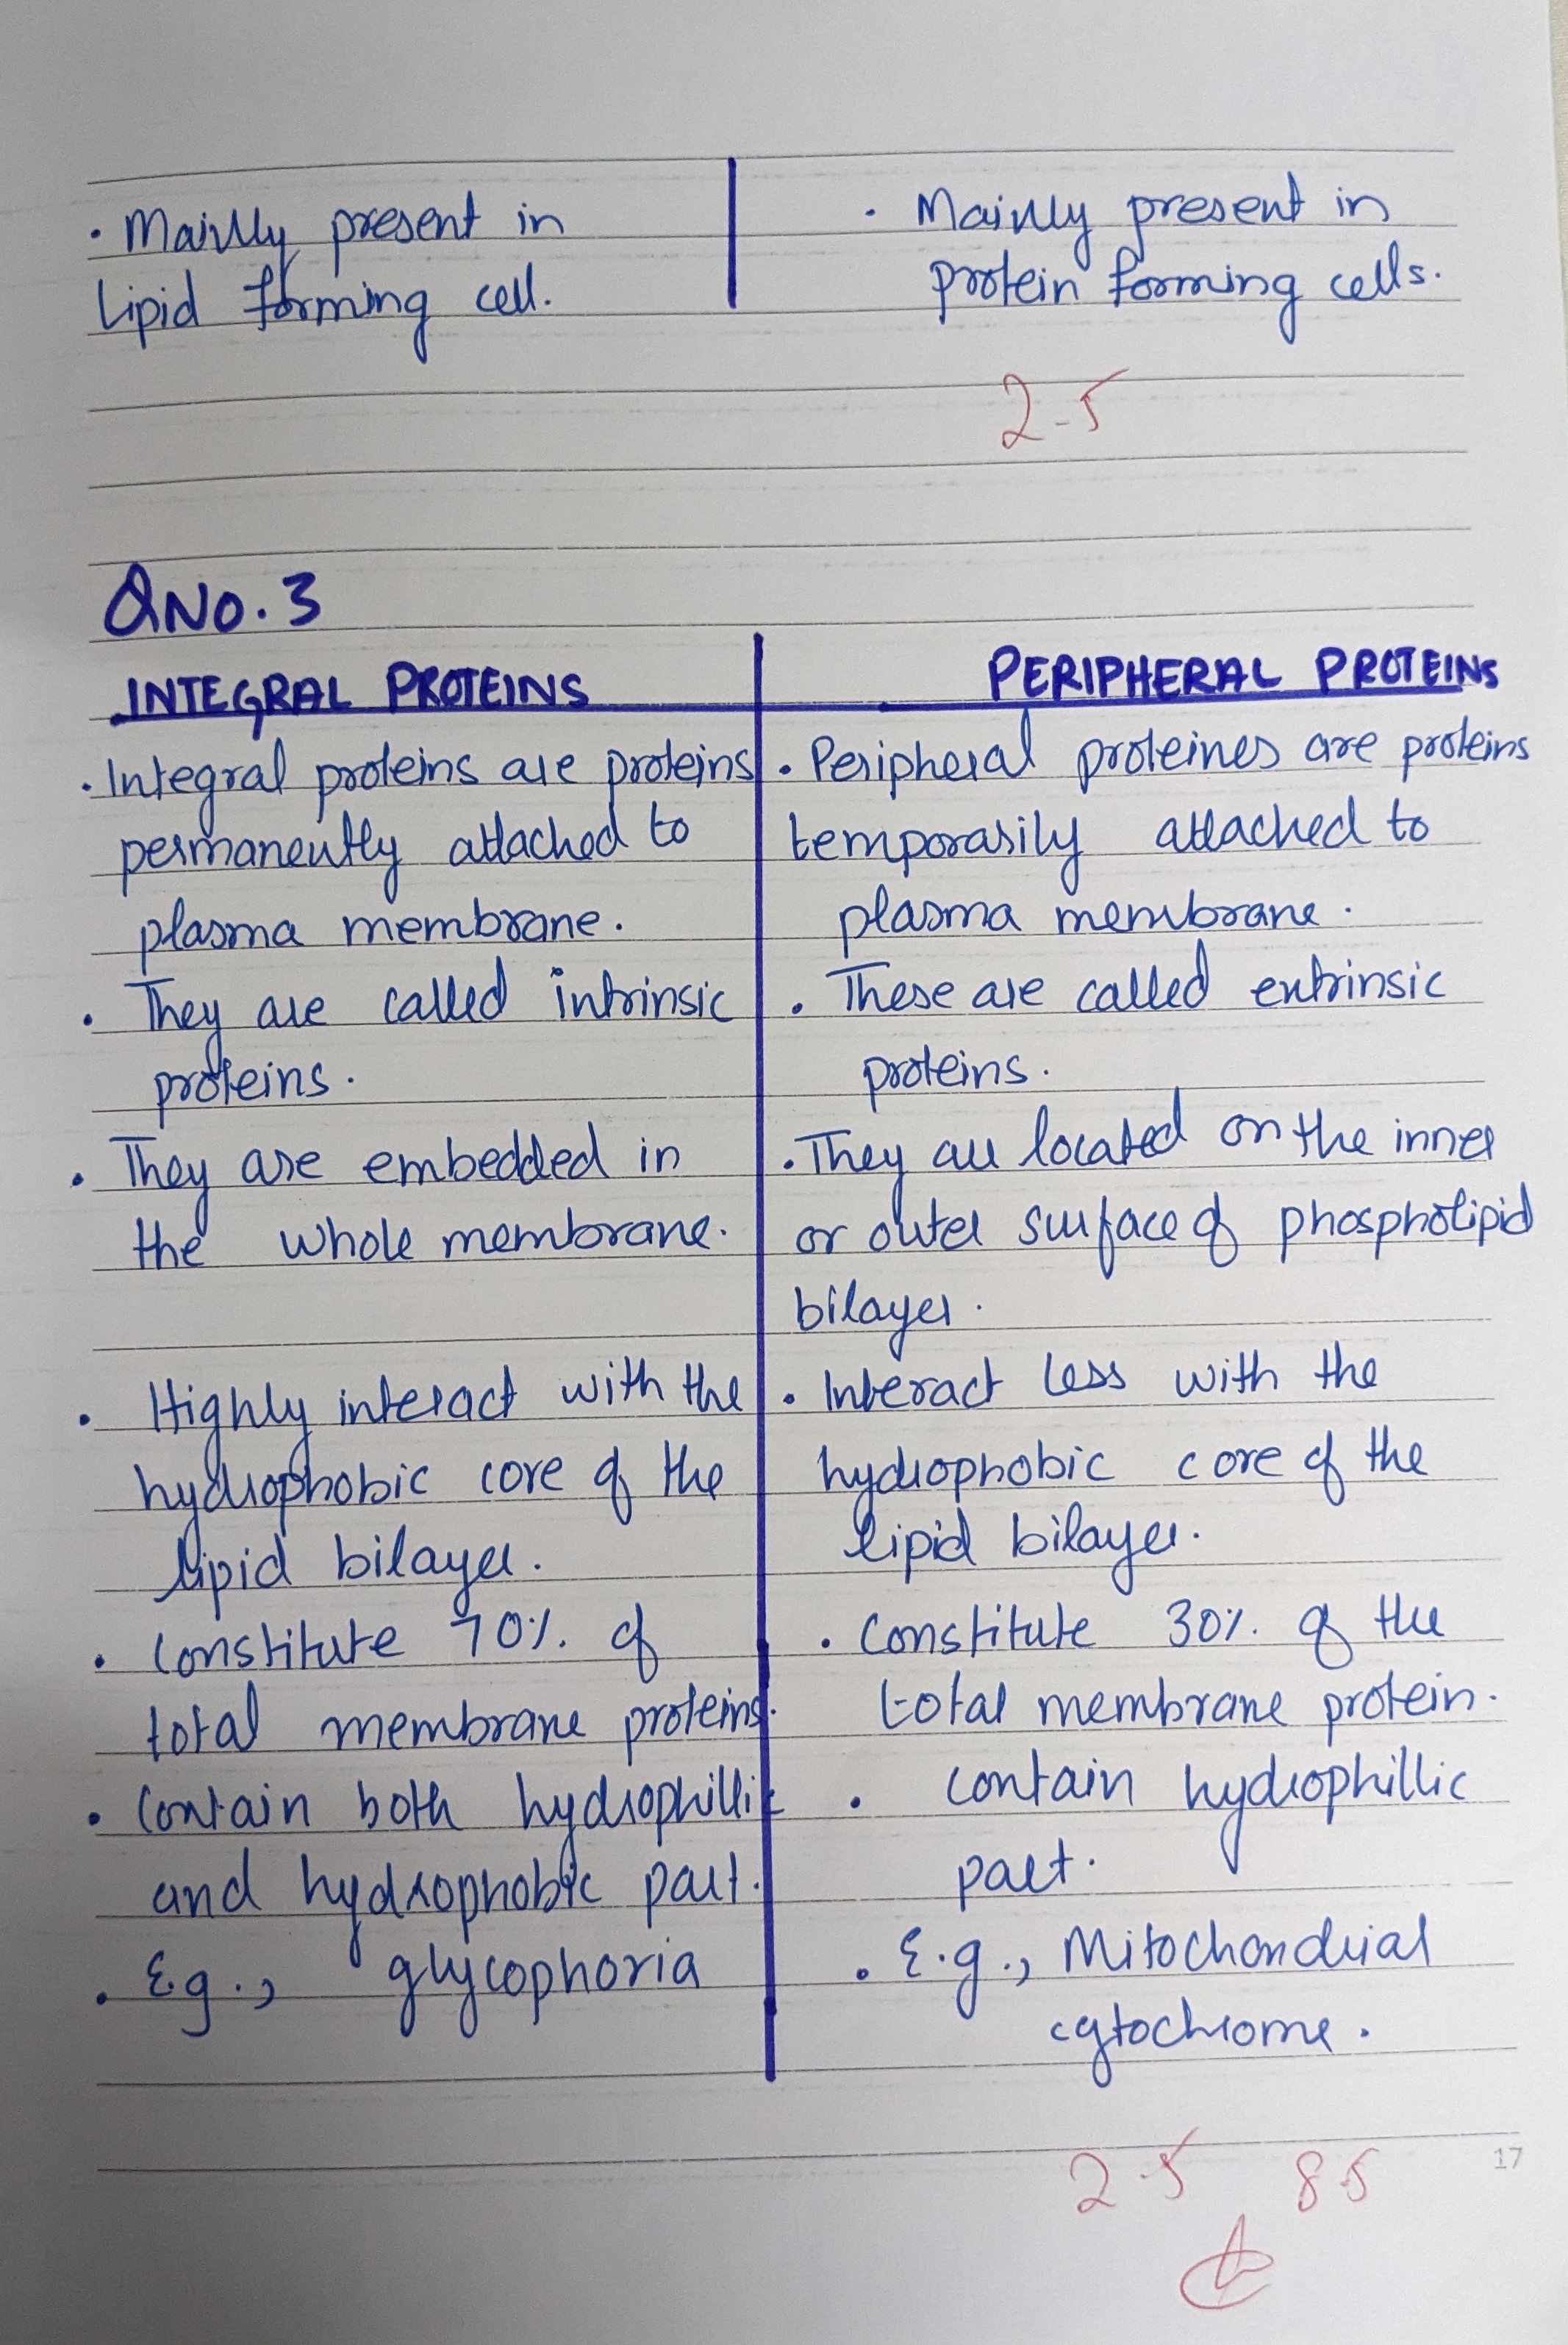 · Mainly present in
Lipid forming cell.
· Mainly present in
protein forming cells.
2.5
QNO.3
INTEGRAL PROTEINS
· Integral proteins are proteins
permanently attached to
plasma membrane.
· They are called intrinsic
proteins.
· They are embedded in
the whole membrane.
· Highly interact with the
hydrophobic core of the
lipid bilayer.
· Constitute 70% of
total membrane proteins.
· Contain both hydrophillic
and hydrophobic part.
· E.g., glycophoria
PERIPHERAL PROTEINS
· Peripheral proteines are proteins
temporarily attached to
plasma membrane.
· These are called extrinsic
proteins.
· They are located on the inner
or outer surface of phospholipid
bilayer.
· Interact less with the
hydrophobic core of the
lipid bilayer.
· Constitute 30% of the
total membrane protein.
· contain hydrophillic
part.
· E.g., Mitochondrial
cytochrome.
17
2.5 8.5